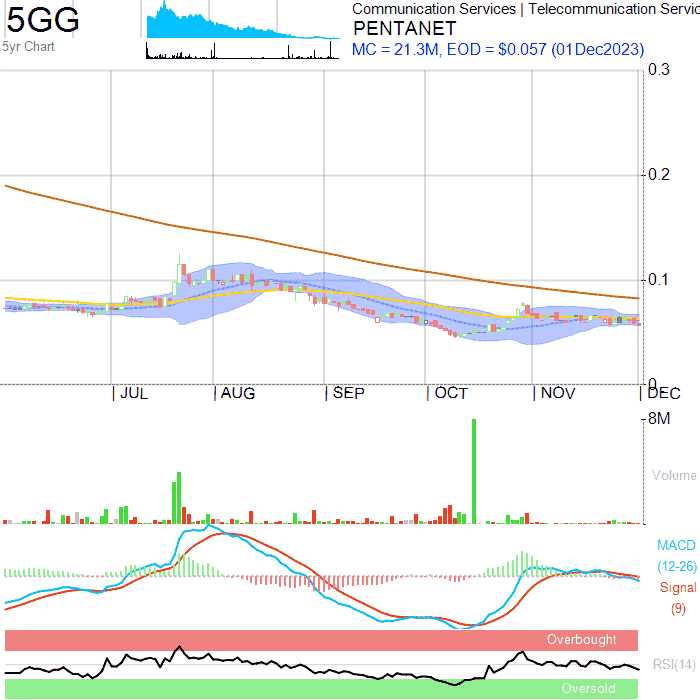 5GG
5yr Chart
Communication Services | Telecommunication Servic
PENTANET
MC = 21.3M, EOD = $0.057 (01Dec2023)
0.3
0.2
0.1
0
| JUL | AUG | SEP | OCT | NOV | DEC
8M
Volume
MACD
(12-26)
Signal
(9)
Overbought
RSI(14)
Oversold